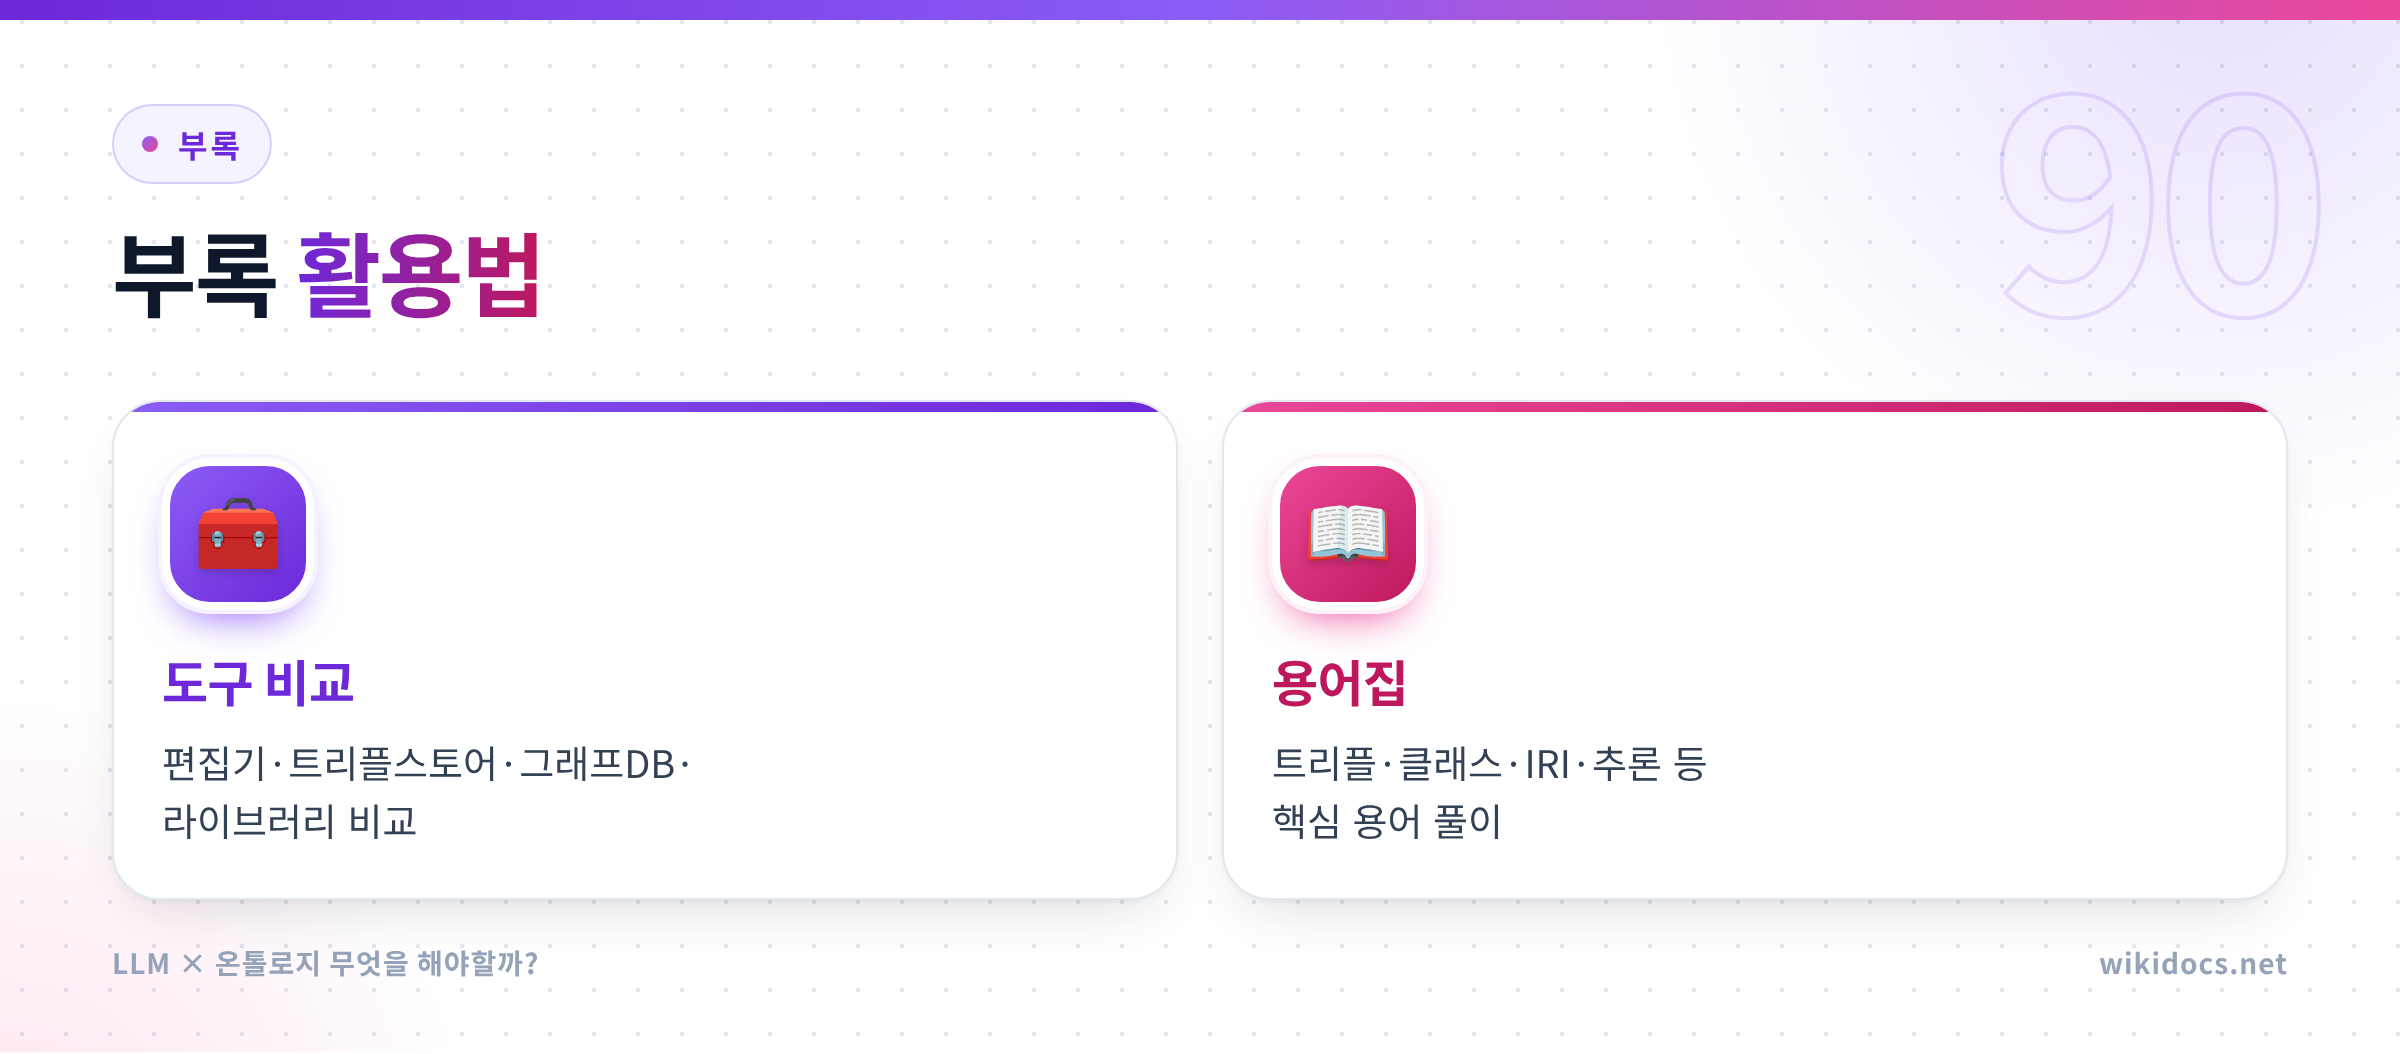 부록
90
부록 활용법
도구 비교
편집기·트리플스토어·그래프DB·
라이브러리 비교
용어집
트리플·클래스·IRI·추론 등
핵심 용어 풀이
LLM × 온톨로지 무엇을 해야할까?
wikidocs.net